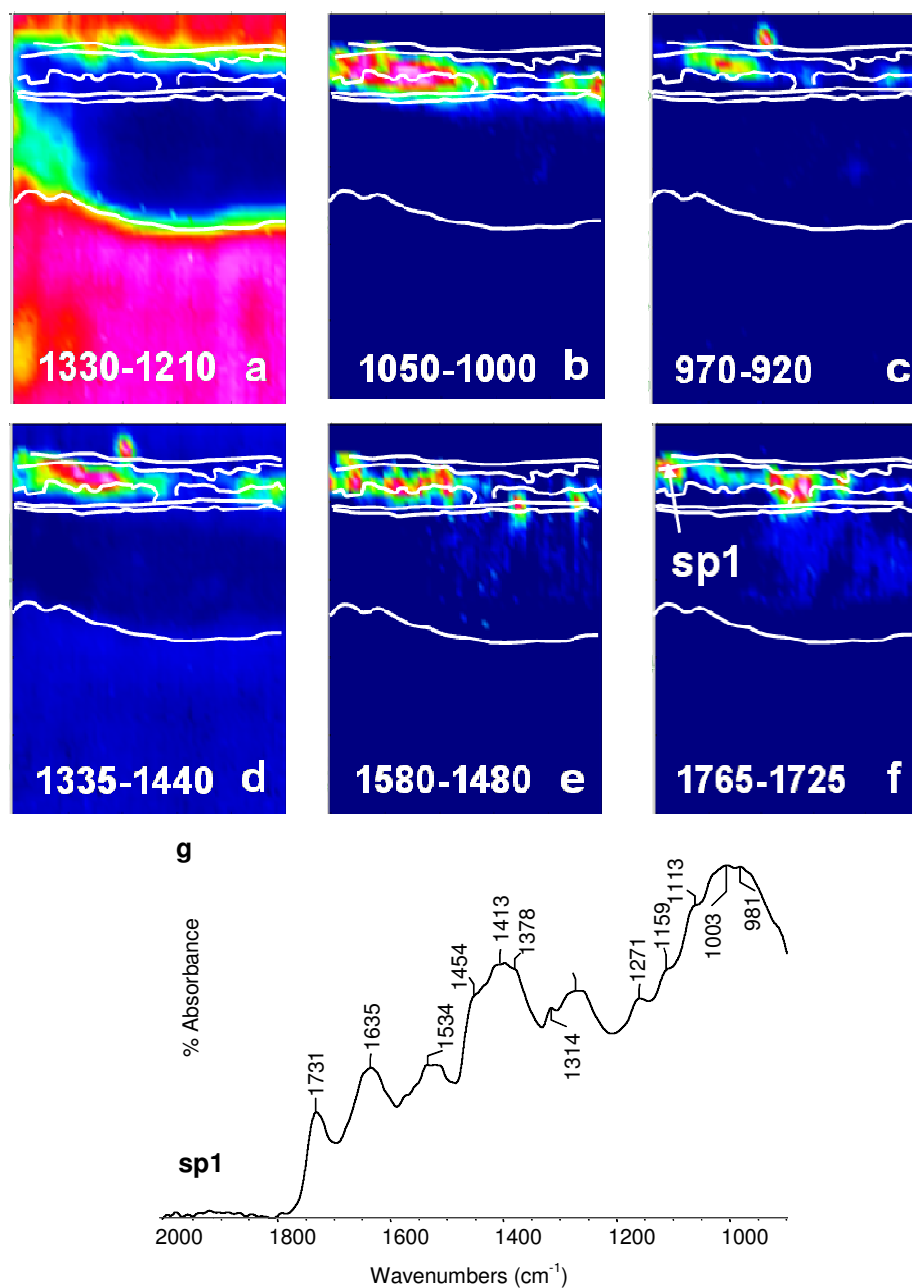 1330-1210 a
1050-1000 b
970-920 c
1335-1440 d
1580-1480 e
sp1
1765-1725 f
g
% Absorbance
1731
1635
1534
1454
1413
1378
1314
1271
1159
1113
1003
981
sp1
2000 1800 1600 1400 1200 1000
Wavenumbers (cm⁻¹)